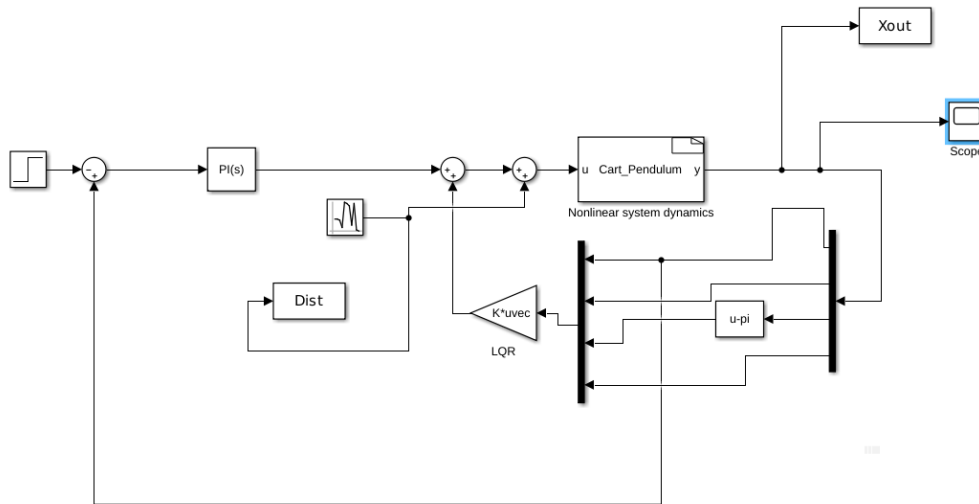 Xout
Scope
PI(s)
u Cart_Pendulum y
Nonlinear system dynamics
Dist
K*uvec
LQR
u-pi